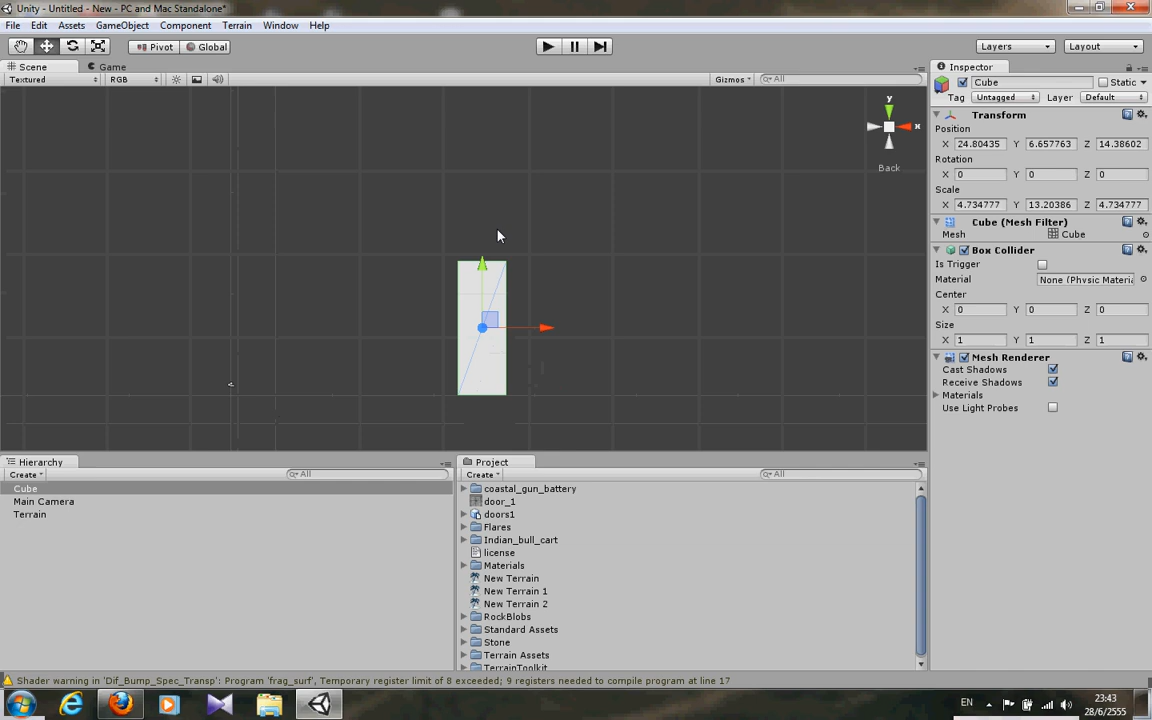 Unity - Untitled - New - PC and Mac Standalone*
File Edit Assets GameObject Component Terrain Window Help
Pivot Global Layers Layout
Scene Game
Textured RGB Gizmos All
y
x
Back
Inspector
Cube Static
Tag Untagged Layer Default
Transform
Position
X 24.80435 Y 6.657763 Z 14.38602
Rotation
X 0 Y 0 Z 0
Scale
X 4.734777 Y 13.20386 Z 4.734777
Cube (Mesh Filter)
Mesh Cube
Box Collider
Is Trigger
Material None (Physic Materia
Center
X 0 Y 0 Z 0
Size
X 1 Y 1 Z 1
Mesh Renderer
Cast Shadows
Receive Shadows
Materials
Use Light Probes
Hierarchy
Create All
Cube
Main Camera
Terrain
Project
Create All
coastal_gun_battery
door_1
doors1
Flares
Indian_bull_cart
license
Materials
New Terrain
New Terrain 1
New Terrain 2
RockBlobs
Standard Assets
Stone
Terrain Assets
TerrainToolkit
Shader warning in 'Dif_Bump_Spec_Transp': Program 'frag_surf', Temporary register limit of 8 exceeded; 9 registers needed to compile program at line 17
EN
23:43
28/6/2555